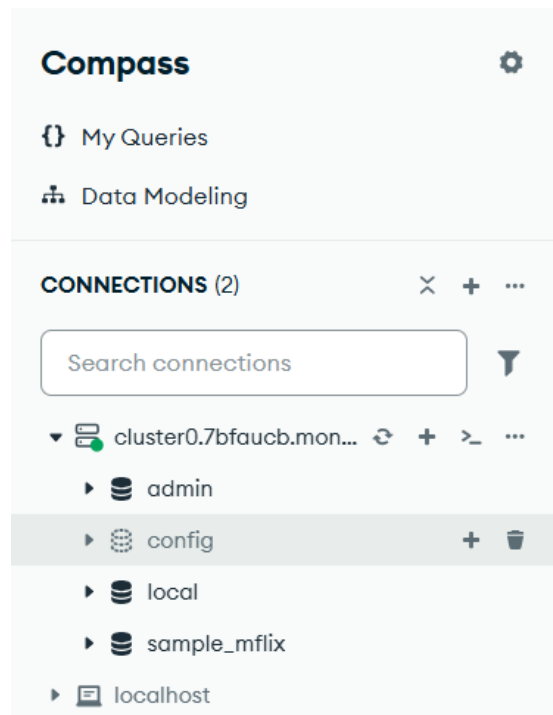 Compass
My Queries
Data Modeling
CONNECTIONS (2)
Search connections
cluster0.7bfaucb.mon...
admin
config
local
sample_mflix
localhost